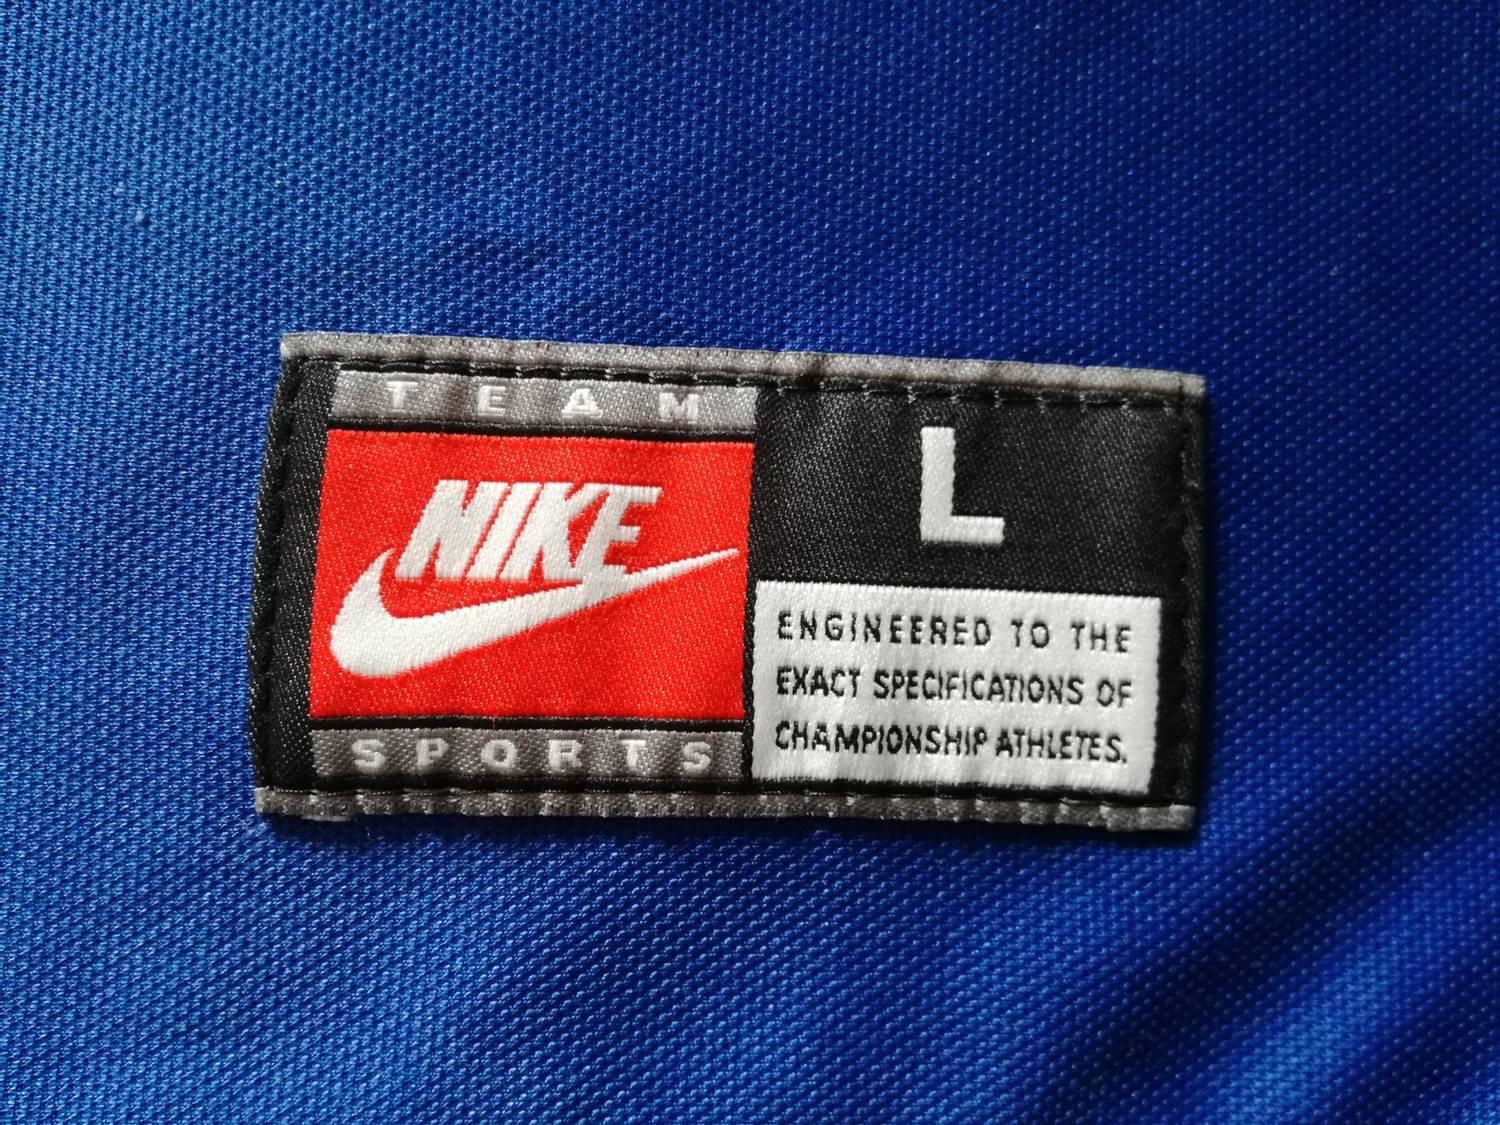 TEAM
NIKE
SPORTS
L
ENGINEERED TO THE
EXACT SPECIFICATIONS OF
CHAMPIONSHIP ATHLETES.